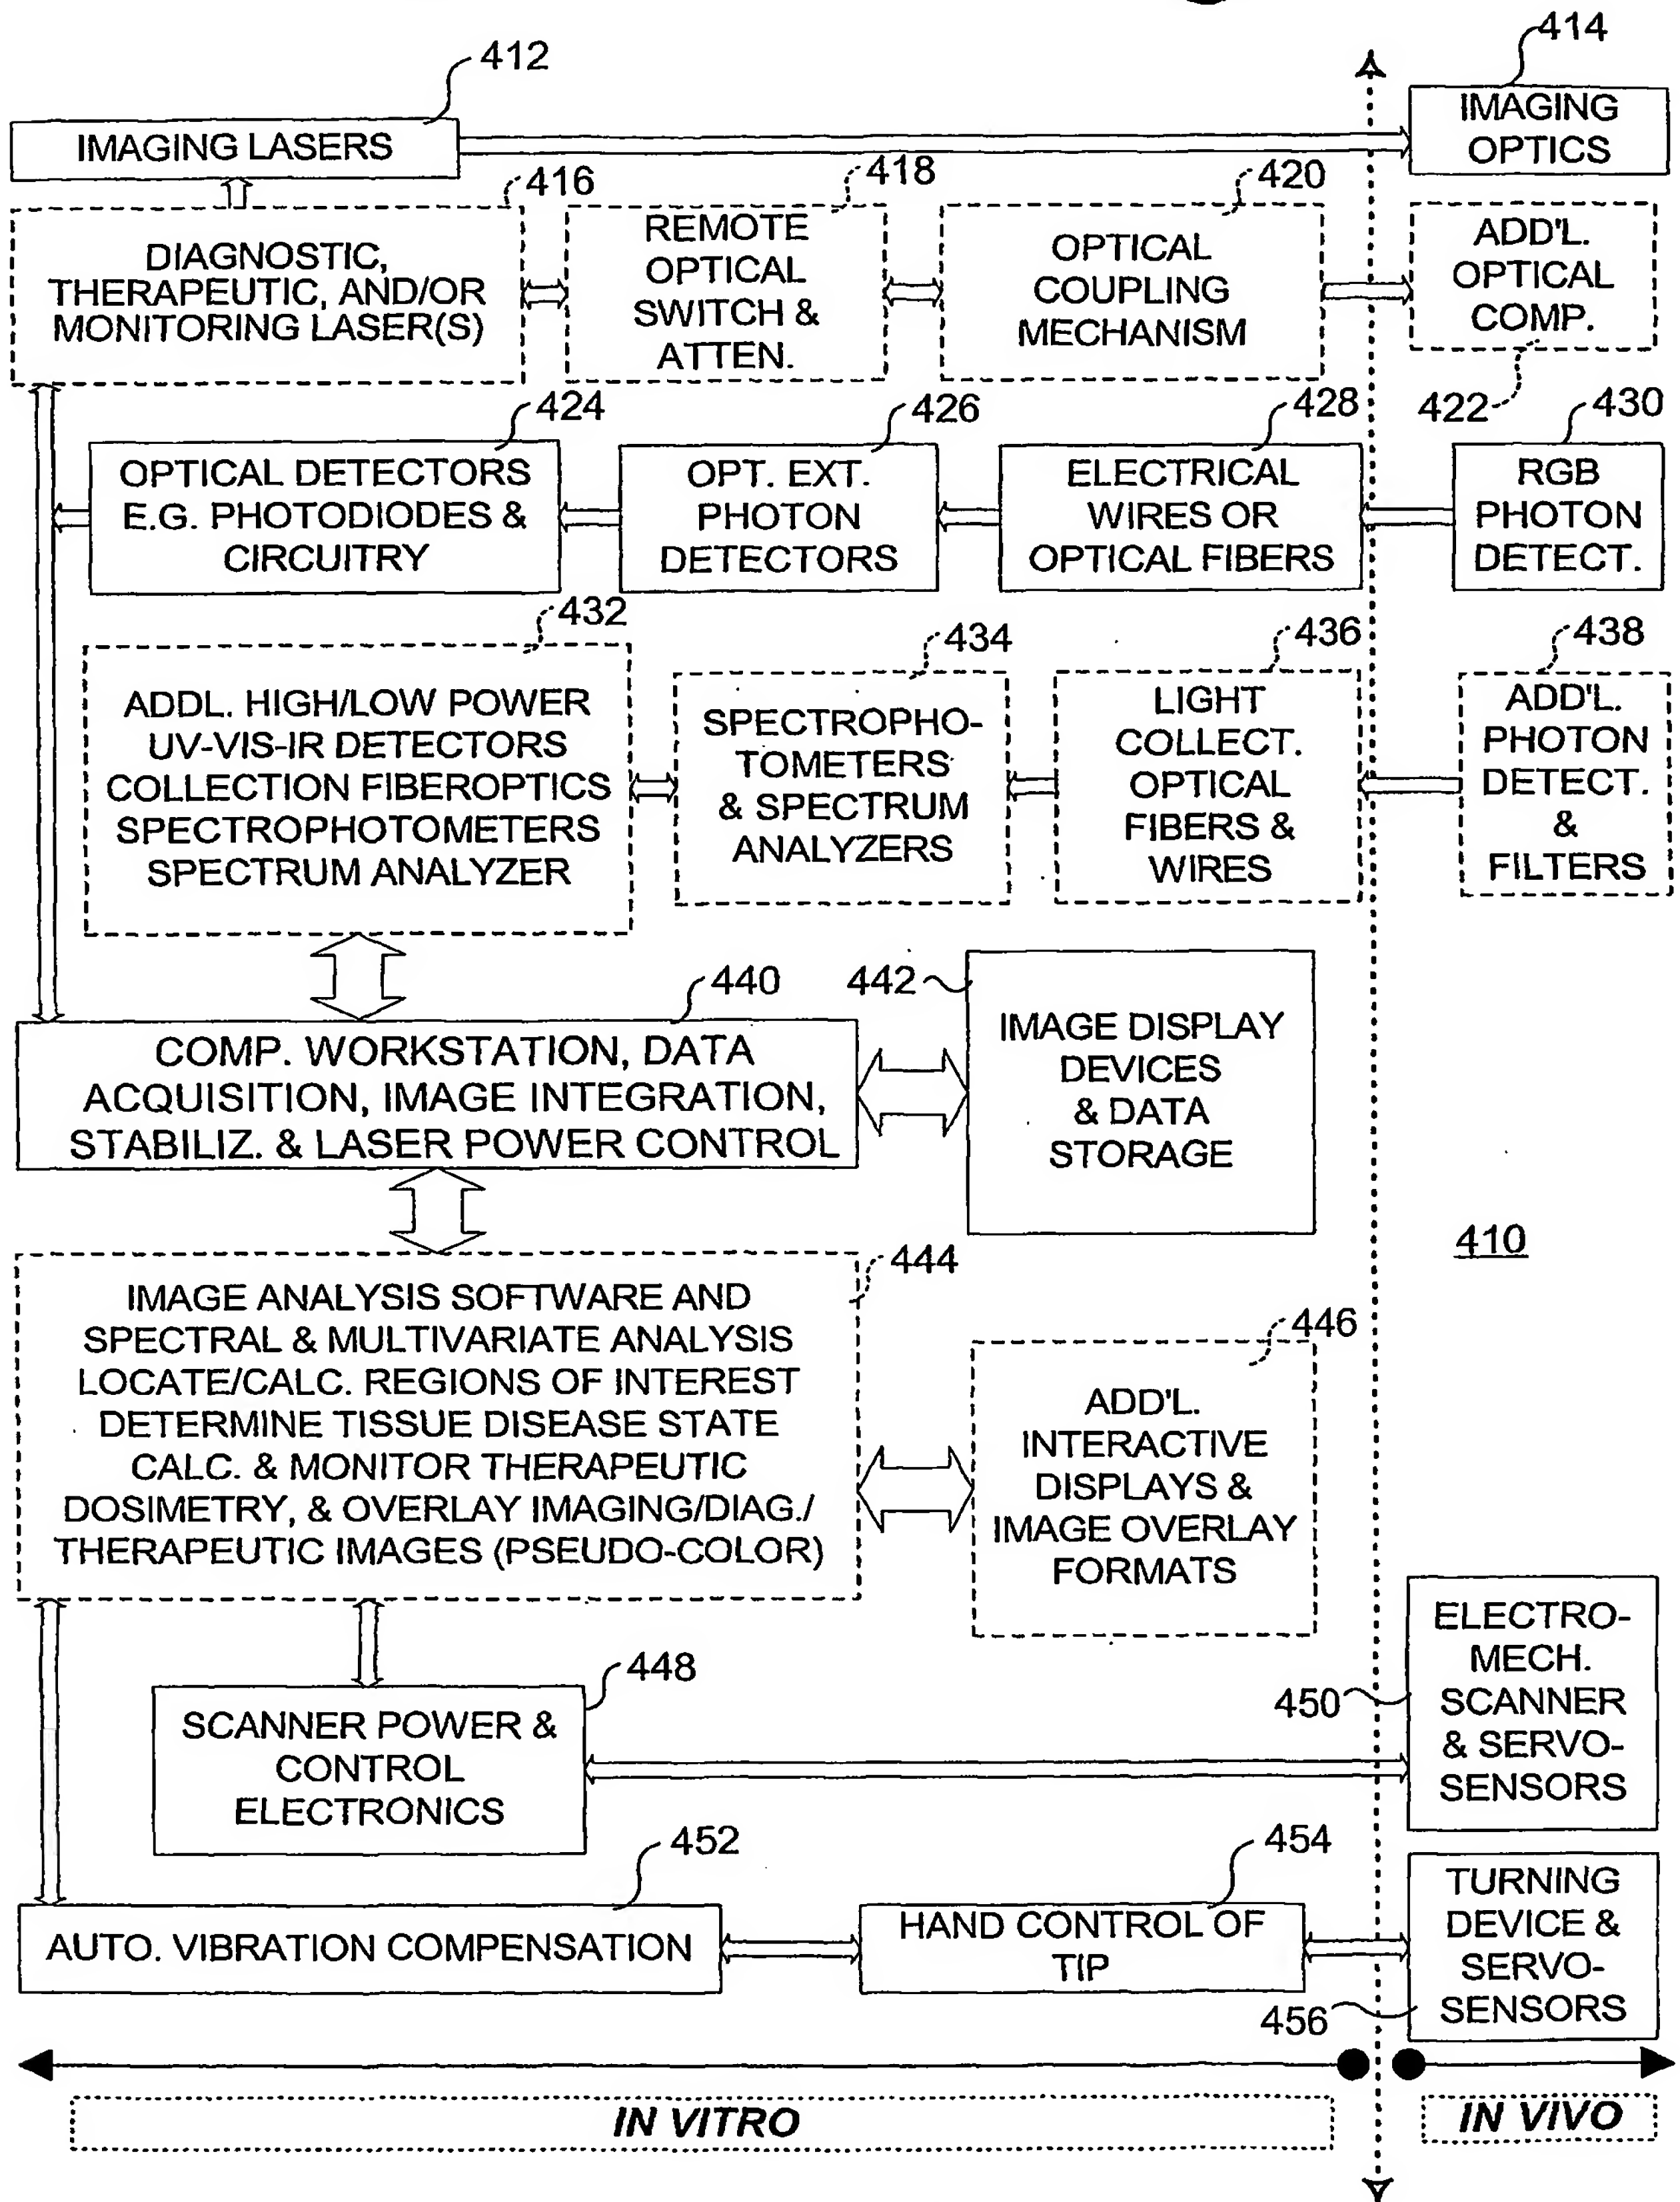 412
414
IMAGING LASERS
IMAGING
OPTICS
416
418
420
DIAGNOSTIC,
THERAPEUTIC, AND/OR
MONITORING LASER(S)
REMOTE
OPTICAL
SWITCH &
ATTEN.
OPTICAL
COUPLING
MECHANISM
ADD'L.
OPTICAL
COMP.
422
424
426
428
430
OPTICAL DETECTORS
E.G. PHOTODIODES &
CIRCUITRY
OPT. EXT.
PHOTON
DETECTORS
ELECTRICAL
WIRES OR
OPTICAL FIBERS
RGB
PHOTON
DETECT.
432
434
436
438
ADDL. HIGH/LOW POWER
UV-VIS-IR DETECTORS
COLLECTION FIBEROPTICS
SPECTROPHOTOMETERS
SPECTRUM ANALYZER
SPECTROPHO-
TOMETERS
& SPECTRUM
ANALYZERS
LIGHT
COLLECT.
OPTICAL
FIBERS &
WIRES
ADD'L.
PHOTON
DETECT.
&
FILTERS
440
442
COMP. WORKSTATION, DATA
ACQUISITION, IMAGE INTEGRATION,
STABILIZ. & LASER POWER CONTROL
IMAGE DISPLAY
DEVICES
& DATA
STORAGE
410
444
446
IMAGE ANALYSIS SOFTWARE AND
SPECTRAL & MULTIVARIATE ANALYSIS
LOCATE/CALC. REGIONS OF INTEREST
DETERMINE TISSUE DISEASE STATE
CALC. & MONITOR THERAPEUTIC
DOSIMETRY, & OVERLAY IMAGING/DIAG./
THERAPEUTIC IMAGES (PSEUDO-COLOR)
ADD'L.
INTERACTIVE
DISPLAYS &
IMAGE OVERLAY
FORMATS
448
450
SCANNER POWER &
CONTROL
ELECTRONICS
ELECTRO-
MECH.
SCANNER
& SERVO-
SENSORS
452
454
AUTO. VIBRATION COMPENSATION
HAND CONTROL OF
TIP
TURNING
DEVICE &
SERVO-
SENSORS
456
IN VITRO
IN VIVO